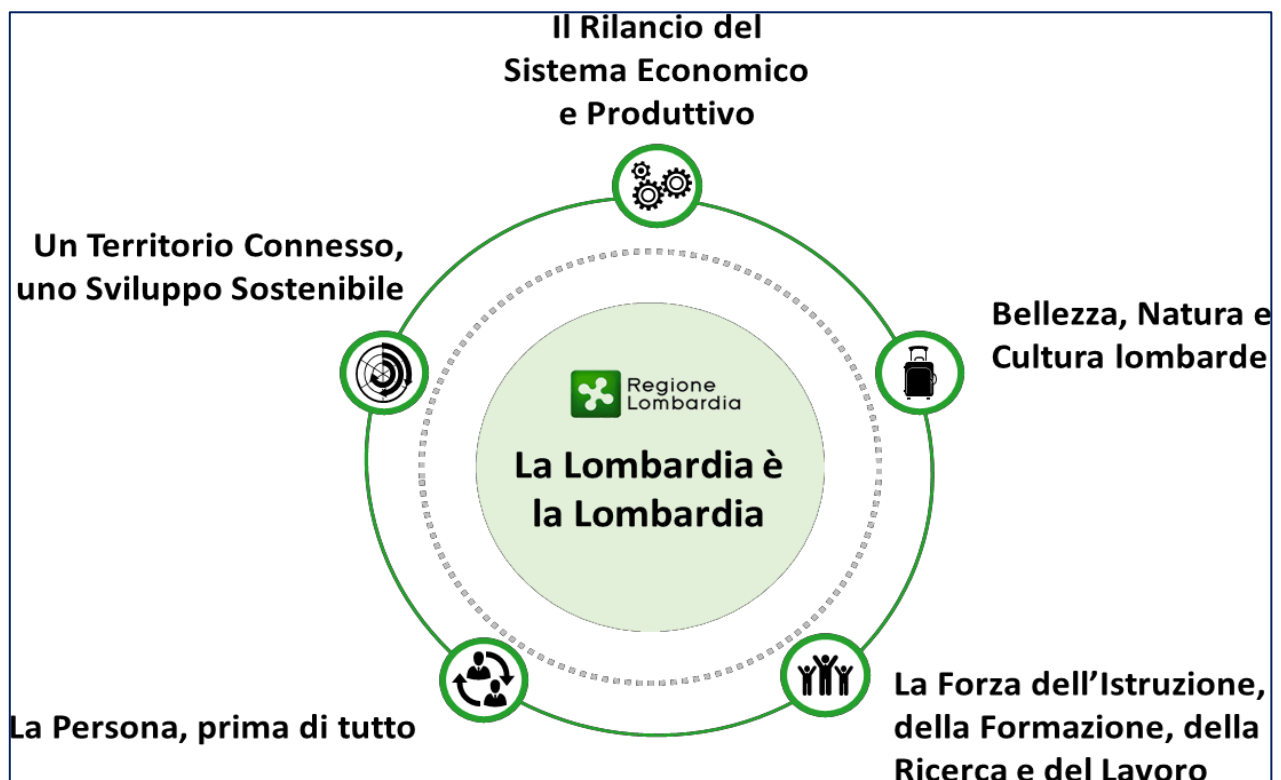 Il Rilancio del
Sistema Economico
e Produttivo
Un Territorio Connesso,
uno Sviluppo Sostenibile
Bellezza, Natura e
Cultura lombarde
Regione
Lombardia
La Lombardia è
la Lombardia
La Persona, prima di tutto
La Forza dell’Istruzione,
della Formazione, della
Ricerca e del Lavoro